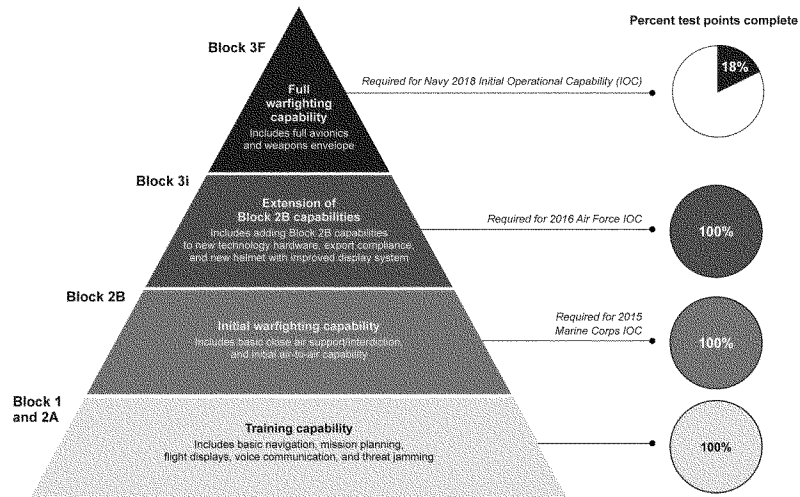 Percent test points complete
Block 3F
18%
Required for Navy 2018 Initial Operational Capability (IOC)
Full
warfighting
capability
Includes full avionics
and weapons envelope
Block 3i
Extension of
Block 2B capabilities
Includes adding Block 2B capabilities
to new technology hardware, export compliance,
and new helmet with improved display system
Required for 2016 Air Force IOC
100%
Block 2B
Initial warfighting capability
Includes basic close air support/interdiction,
and initial air-to-air capability
Required for 2015
Marine Corps IOC
100%
Block 1
and 2A
Training capability
Includes basic navigation, mission planning,
flight displays, voice communication, and threat jamming
100%